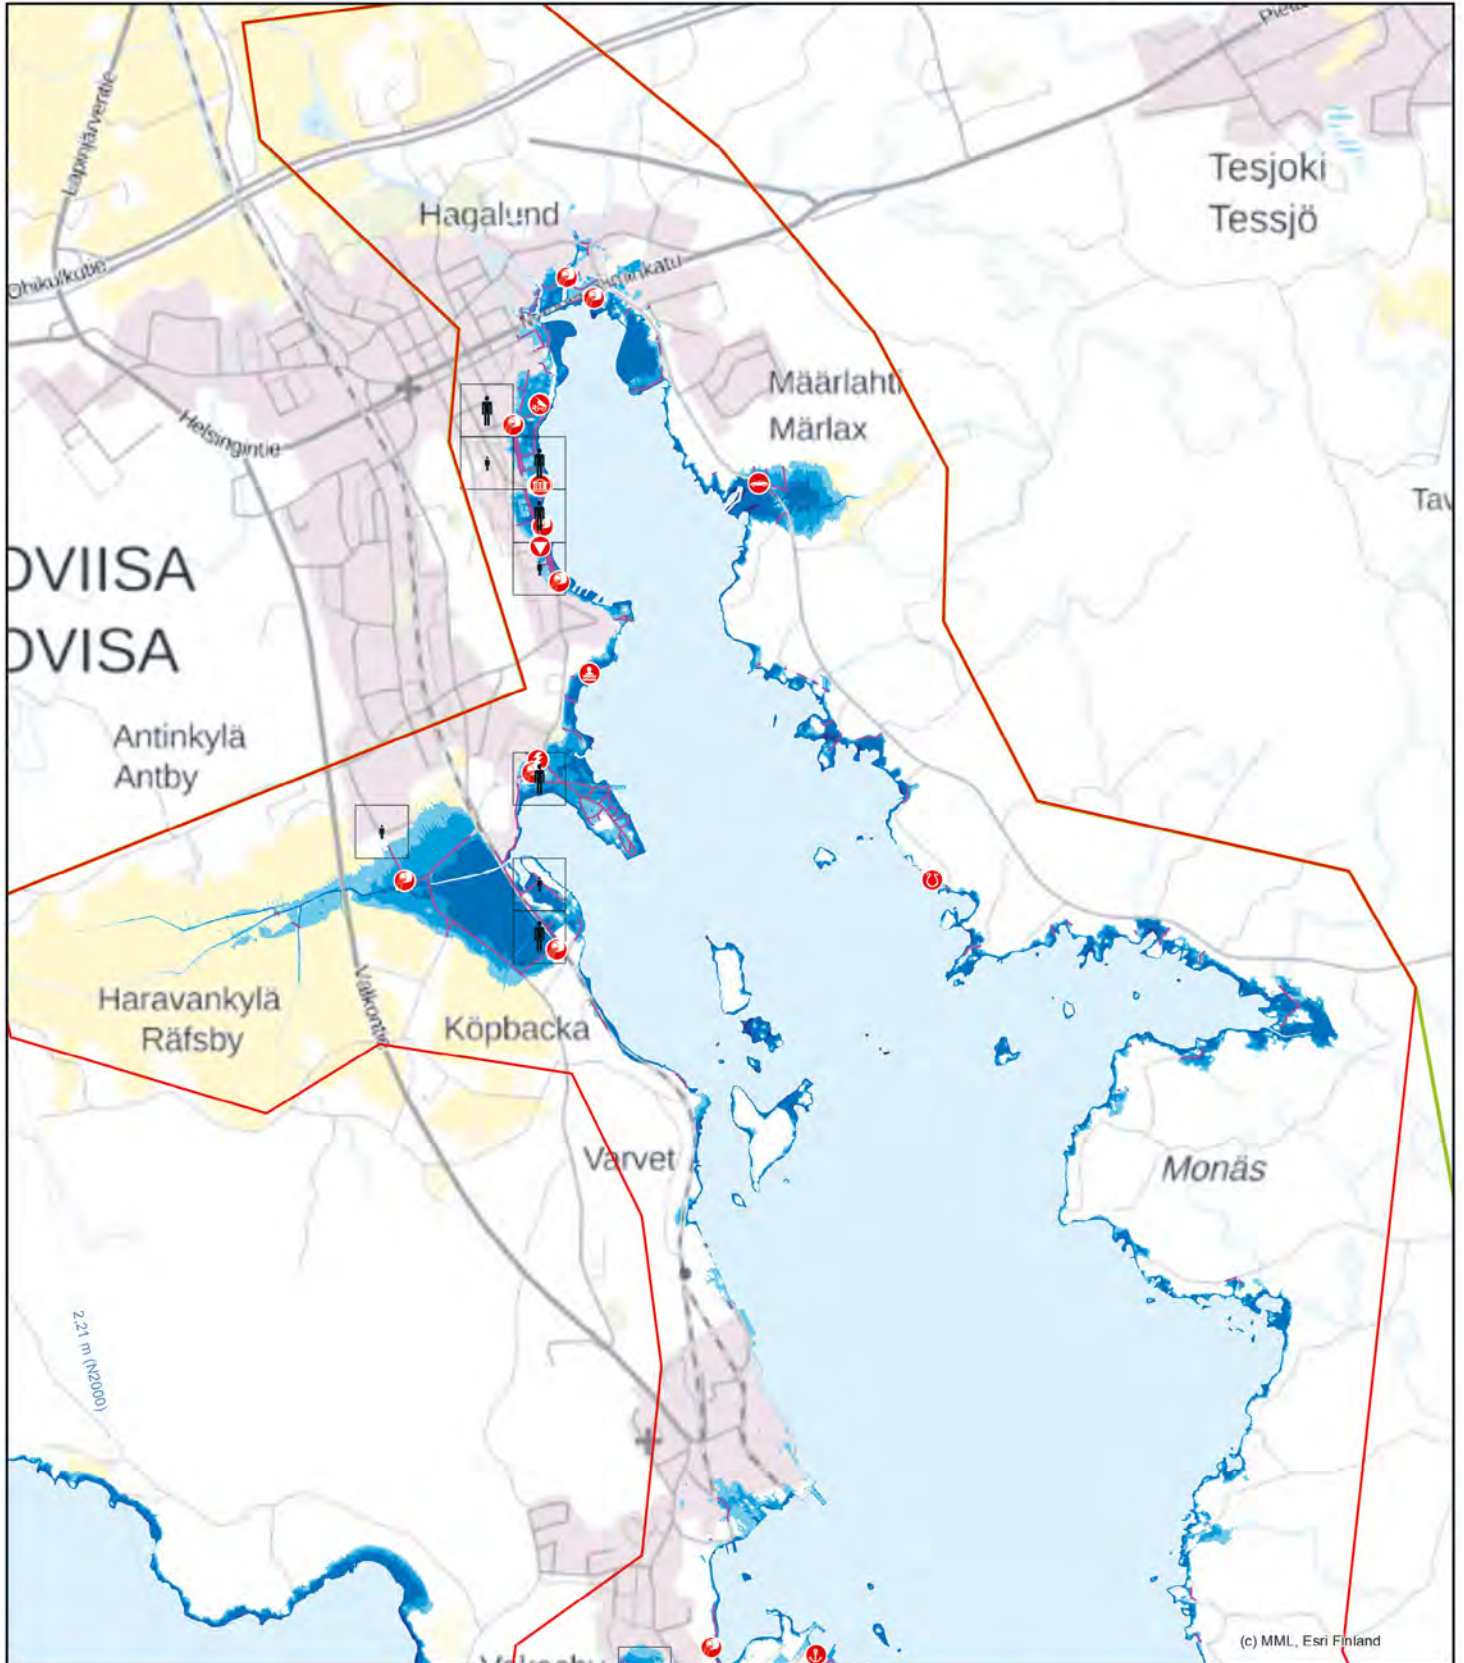 Lapinjärventie
Tesjoki
Tessjö
Hagalund
Ohikulkutie
Määrlahti
Märlax
Helsingintie
OVIISA
OVISA
Antinkylä
Antby
Haravankylä
Räfsby
Valkontie
Köpbacka
Varvet
Monäs
2,21 m (N2000)
(c) MML, Esri Finland